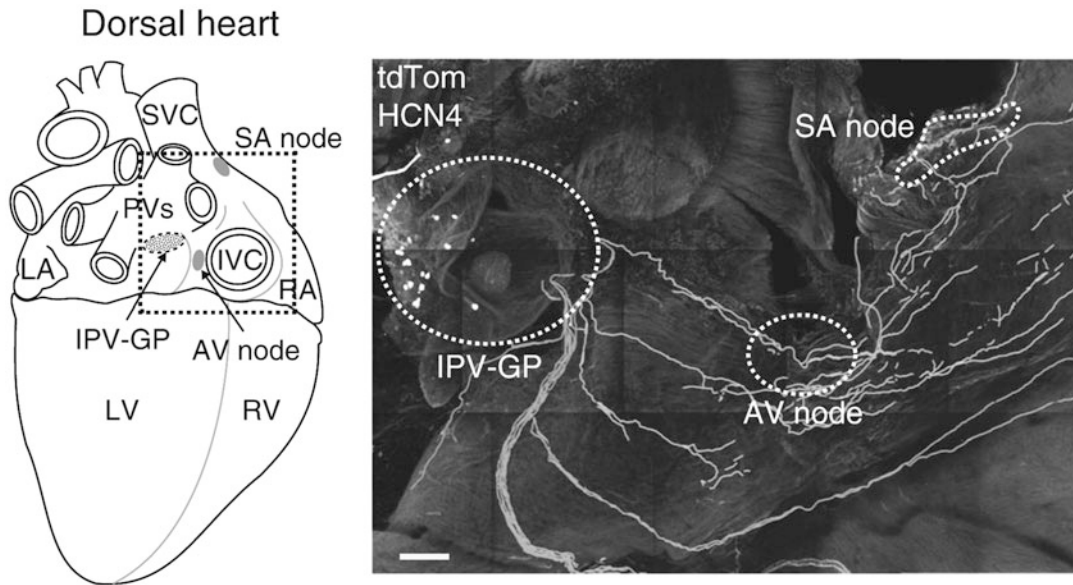 Dorsal heart
SVC
SA node
PVs
LA
IVC
RA
IPV-GP
AV node
LV
RV
tdTom
HCN4
SA node
IPV-GP
AV node